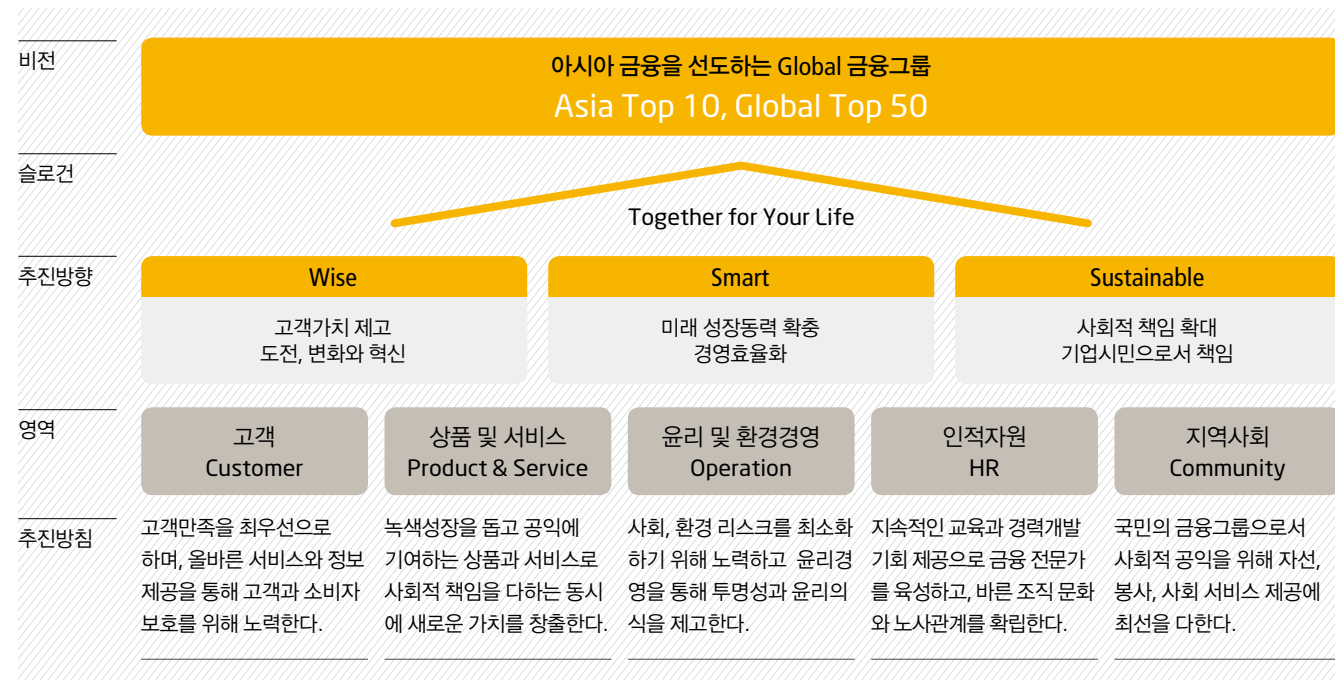 비전
아시아 금융을 선도하는 Global 금융그룹
Asia Top 10, Global Top 50
슬로건
Together for Your Life
추진방향
Wise
고객가치 제고
도전, 변화와 혁신
Smart
미래 성장동력 확충
경영효율화
Sustainable
사회적 책임 확대
기업시민으로서 책임
영역
고객
Customer
상품 및 서비스
Product & Service
윤리 및 환경경영
Operation
인적자원
HR
지역사회
Community
추진방침
고객만족을 최우선으로
하며, 올바른 서비스와 정보
제공을 통해 고객과 소비자
보호를 위해 노력한다.
녹색성장을 돕고 공익에
기여하는 상품과 서비스로
사회적 책임을 다하는 동시
에 새로운 가치를 창출한다.
사회, 환경 리스크를 최소화
하기 위해 노력하고 윤리경
영을 통해 투명성과 윤리의
식을 제고한다.
지속적인 교육과 경력개발
기회 제공으로 금융 전문가
를 육성하고, 바른 조직 문화
와 노사관계를 확립한다.
국민의 금융그룹으로서
사회적 공익을 위해 자선,
봉사, 사회 서비스 제공에
최선을 다한다.